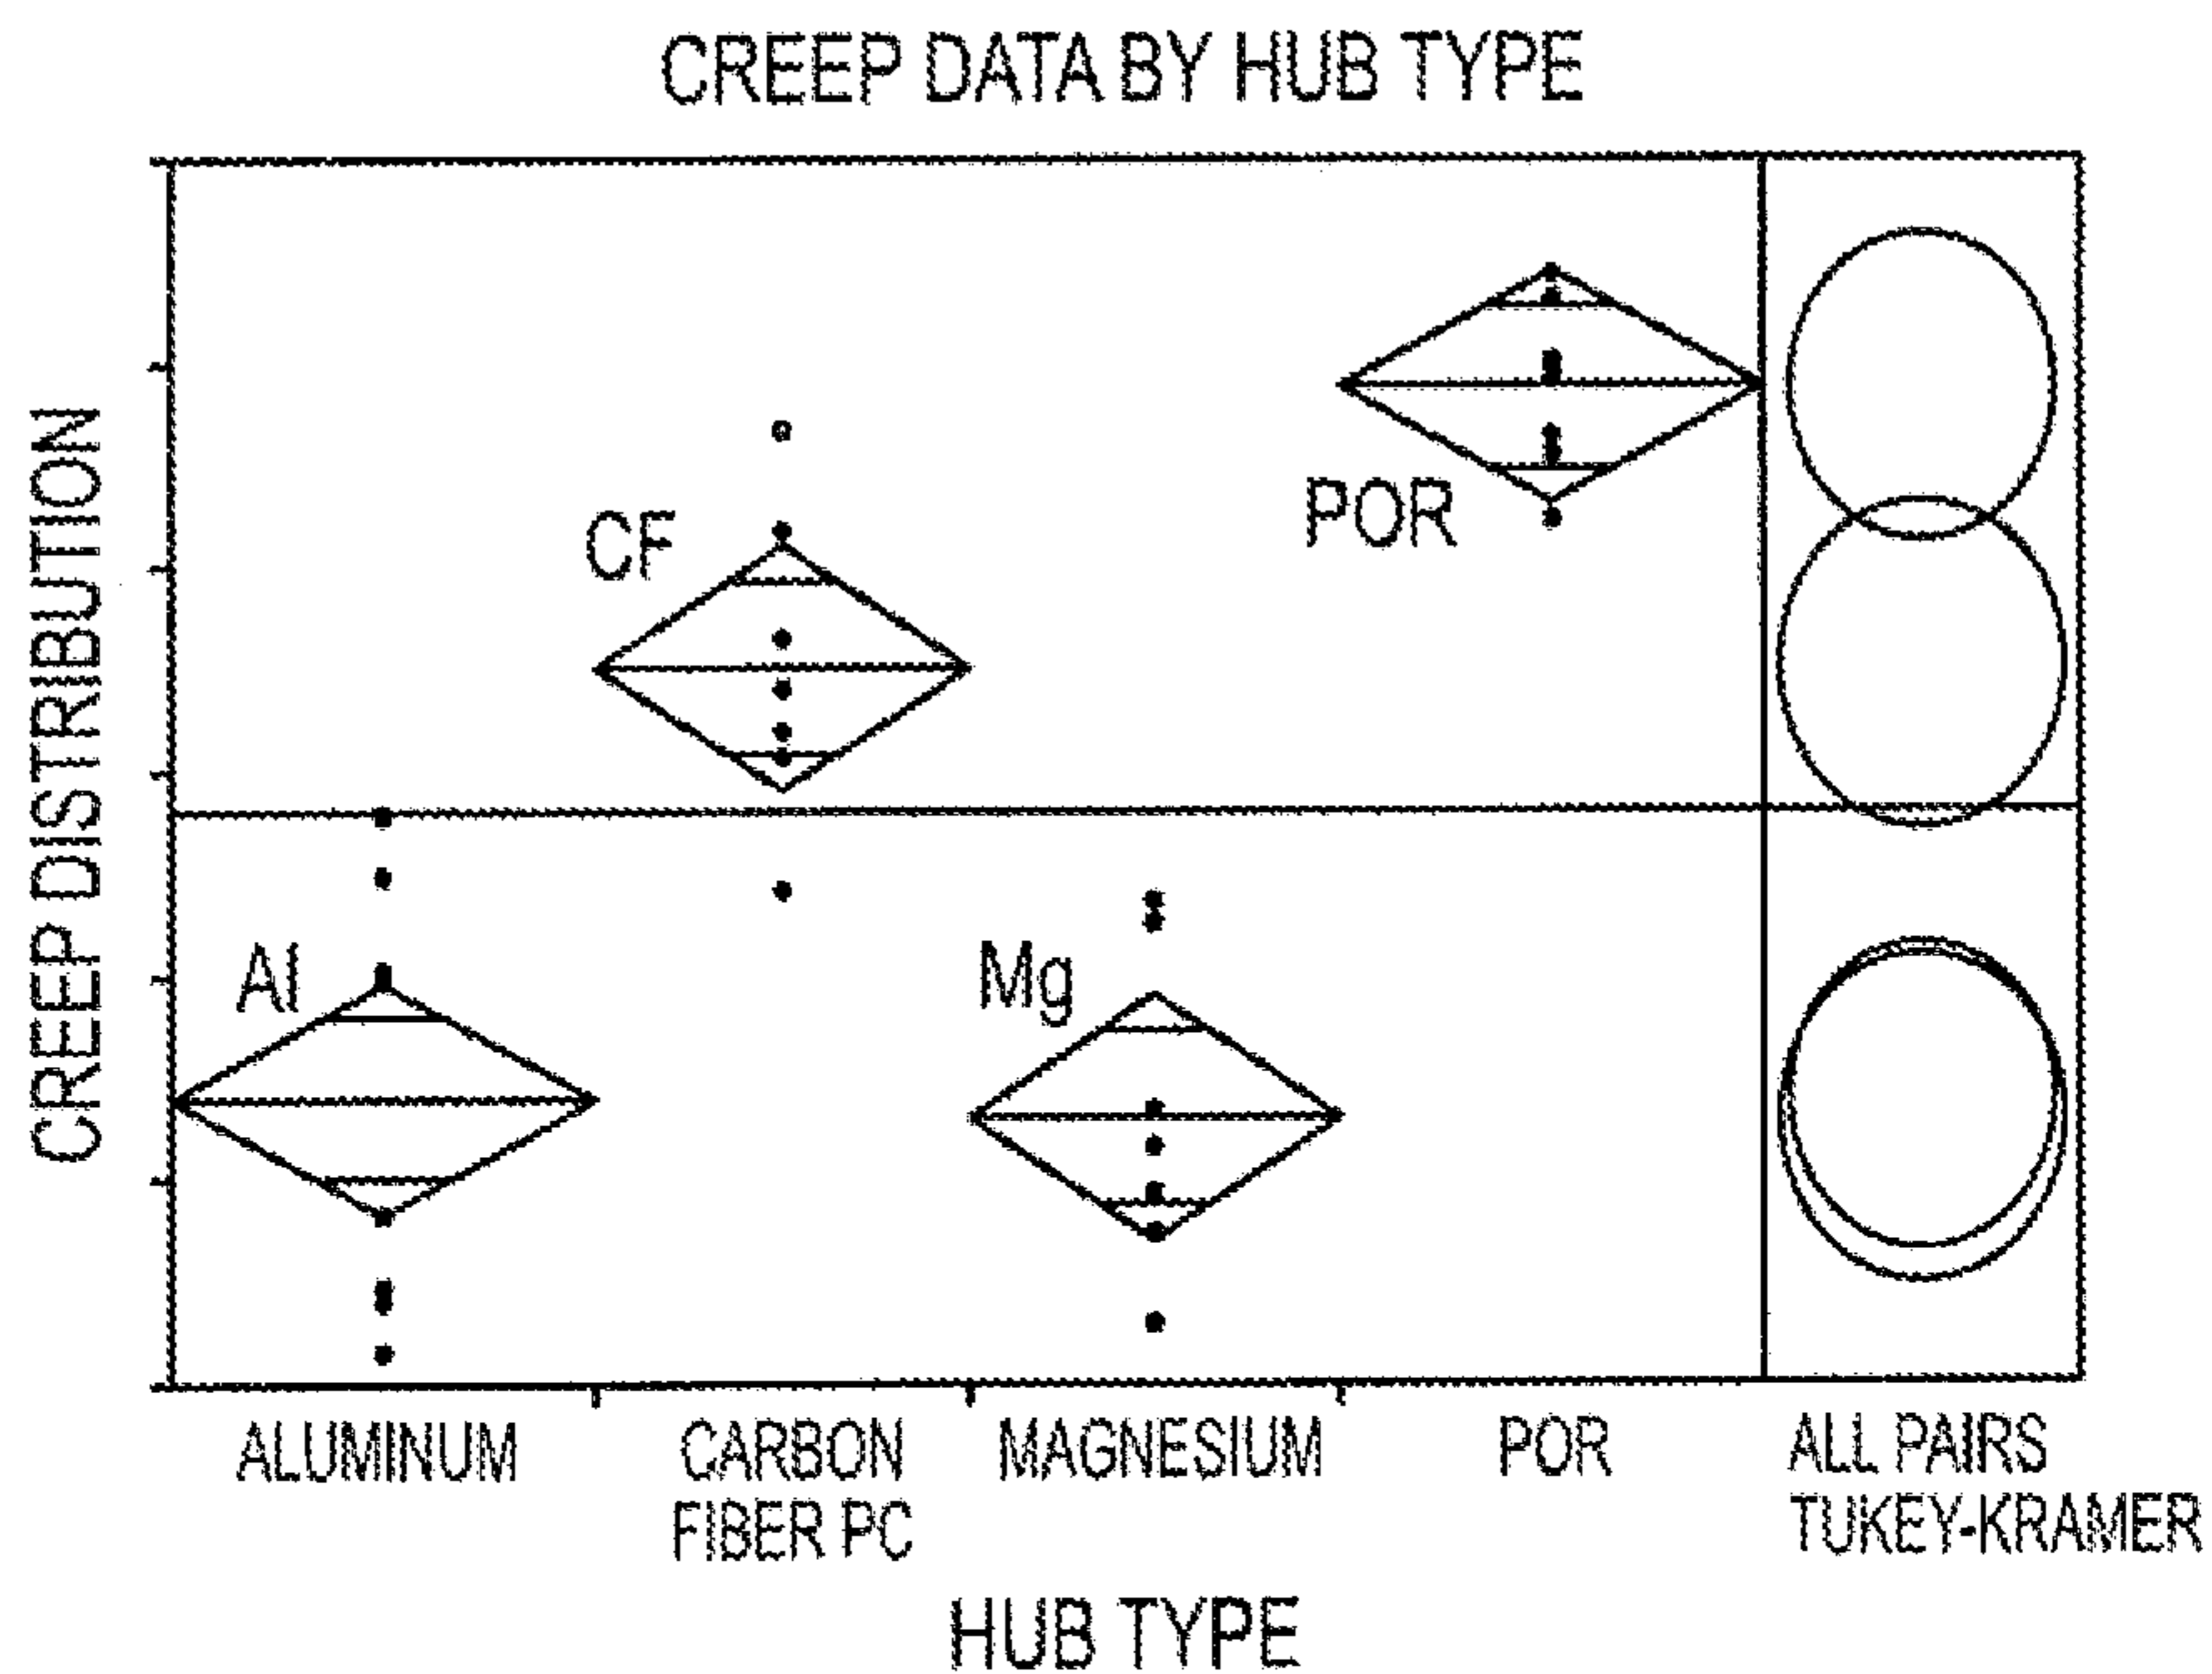 CREEP DATA BY HUB TYPE
CREEP DISTRIBUTION
CF
POR
Al
Mg
ALUMINUM
CARBON
FIBER PC
MAGNESIUM
POR
ALL PAIRS
TUKEY-KRAMER
HUB TYPE